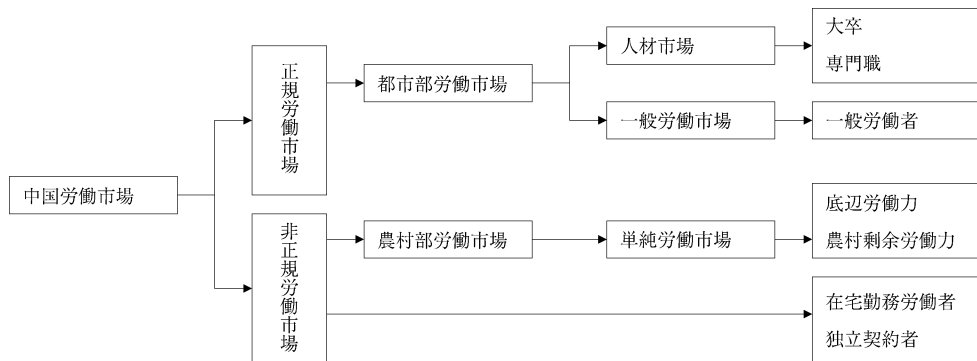 中国労働市場
正規労働市場
都市部労働市場
人材市場
大卒
専門職
一般労働市場
一般労働者
非正規労働市場
農村部労働市場
単純労働市場
底辺労働力
農村剰余労働力
在宅勤務労働者
独立契約者